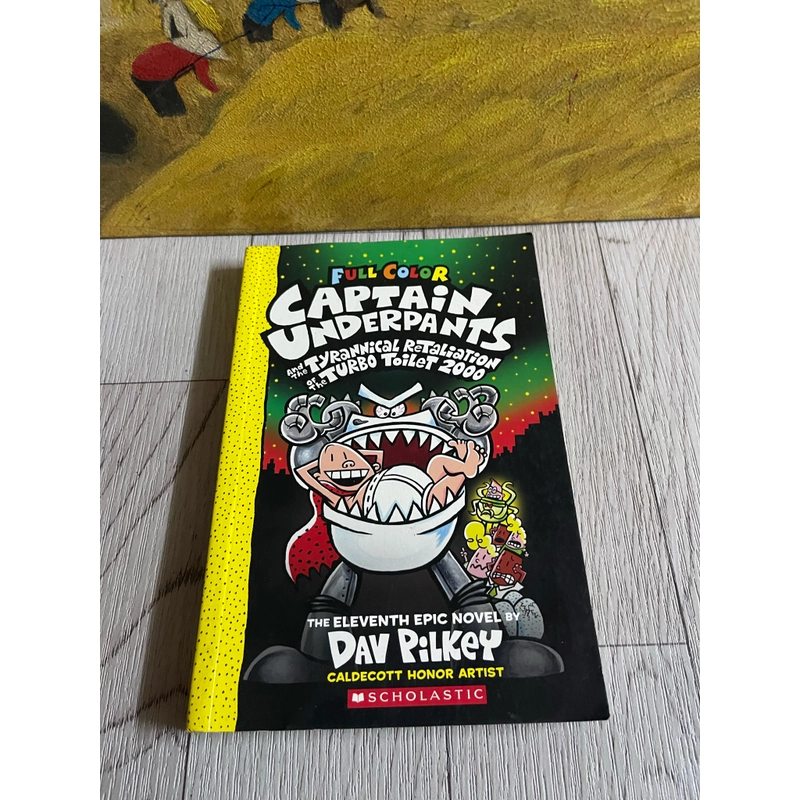 FULL COLOR
CAPTAIN
UNDERPANTS
And the TYRANNICAL RETALIATION
of the TURBO TOILET 2000
THE ELEVENTH EPIC NOVEL BY
DAV PILKEY
CALDECOTT HONOR ARTIST
SCHOLASTIC